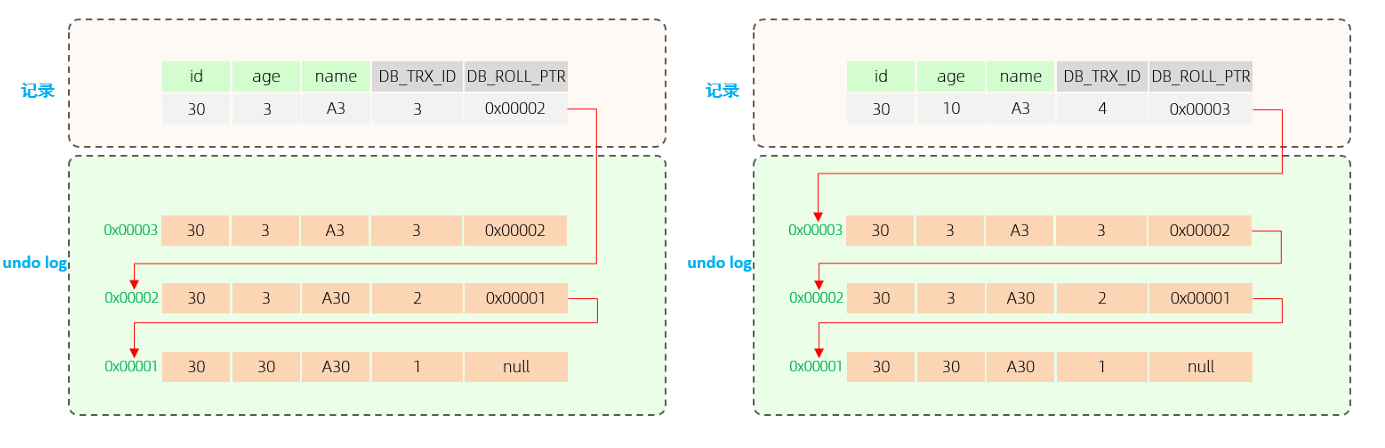 id age name DB_TRX_ID DB_ROLL_PTR
记录
30 3 A3 3 0x00002
0x00003 30 3 A3 3 0x00002
undo log
0x00002 30 3 A30 2 0x00001
0x00001 30 30 A30 1 null
id age name DB_TRX_ID DB_ROLL_PTR
记录
30 10 A3 4 0x00003
0x00003 30 3 A3 3 0x00002
undo log
0x00002 30 3 A30 2 0x00001
0x00001 30 30 A30 1 null